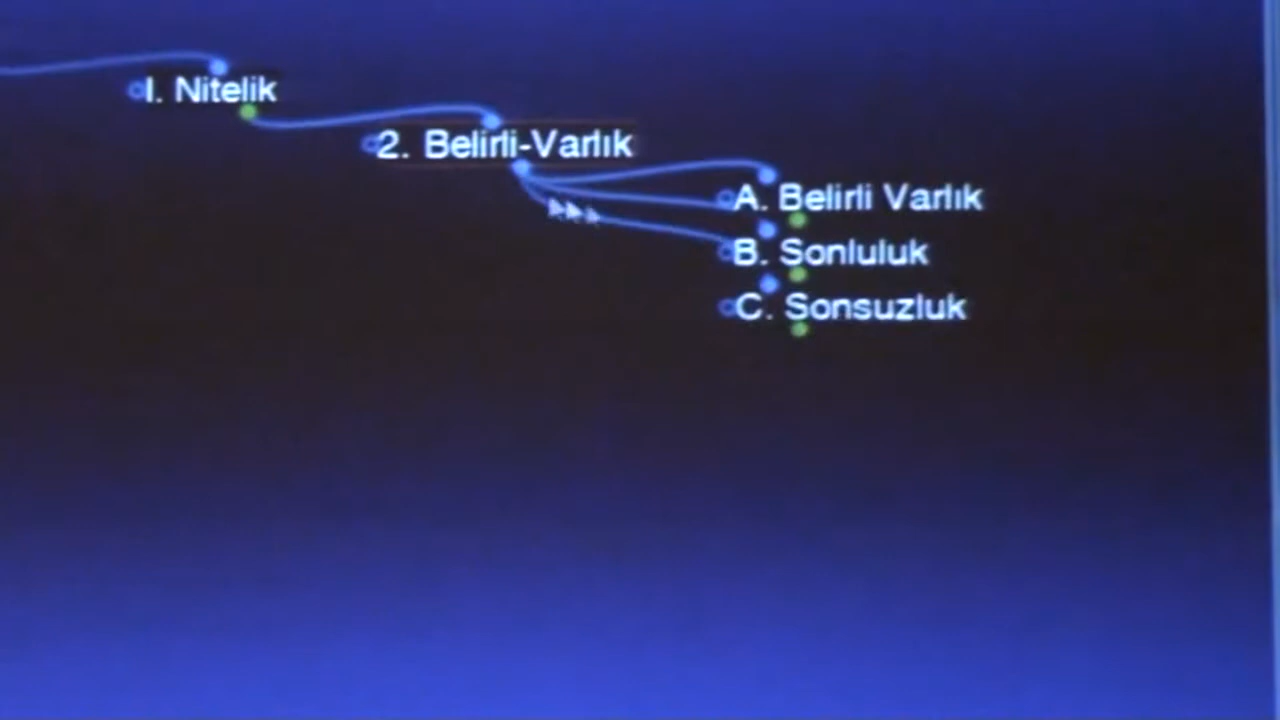 I. Nitelik
2. Belirli-Varlık
A. Belirli Varlık
B. Sonluluk
C. Sonsuzluk